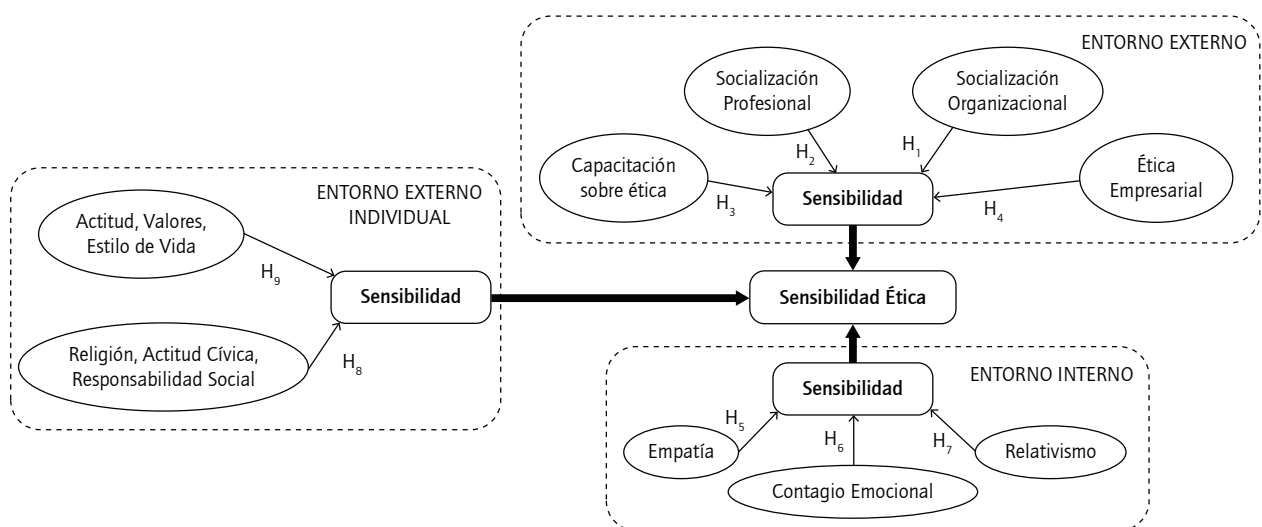 ENTORNO EXTERNO
Socialización
Profesional
Socialización
Organizacional
Capacitación
sobre ética
Ética
Empresarial
H2
H1
H3
H4
Sensibilidad
ENTORNO EXTERNO
INDIVIDUAL
Actitud, Valores,
Estilo de Vida
H9
Sensibilidad
Religión, Actitud Cívica,
Responsabilidad Social
H8
Sensibilidad Ética
ENTORNO INTERNO
Sensibilidad
H5
H6
H7
Empatía
Contagio Emocional
Relativismo